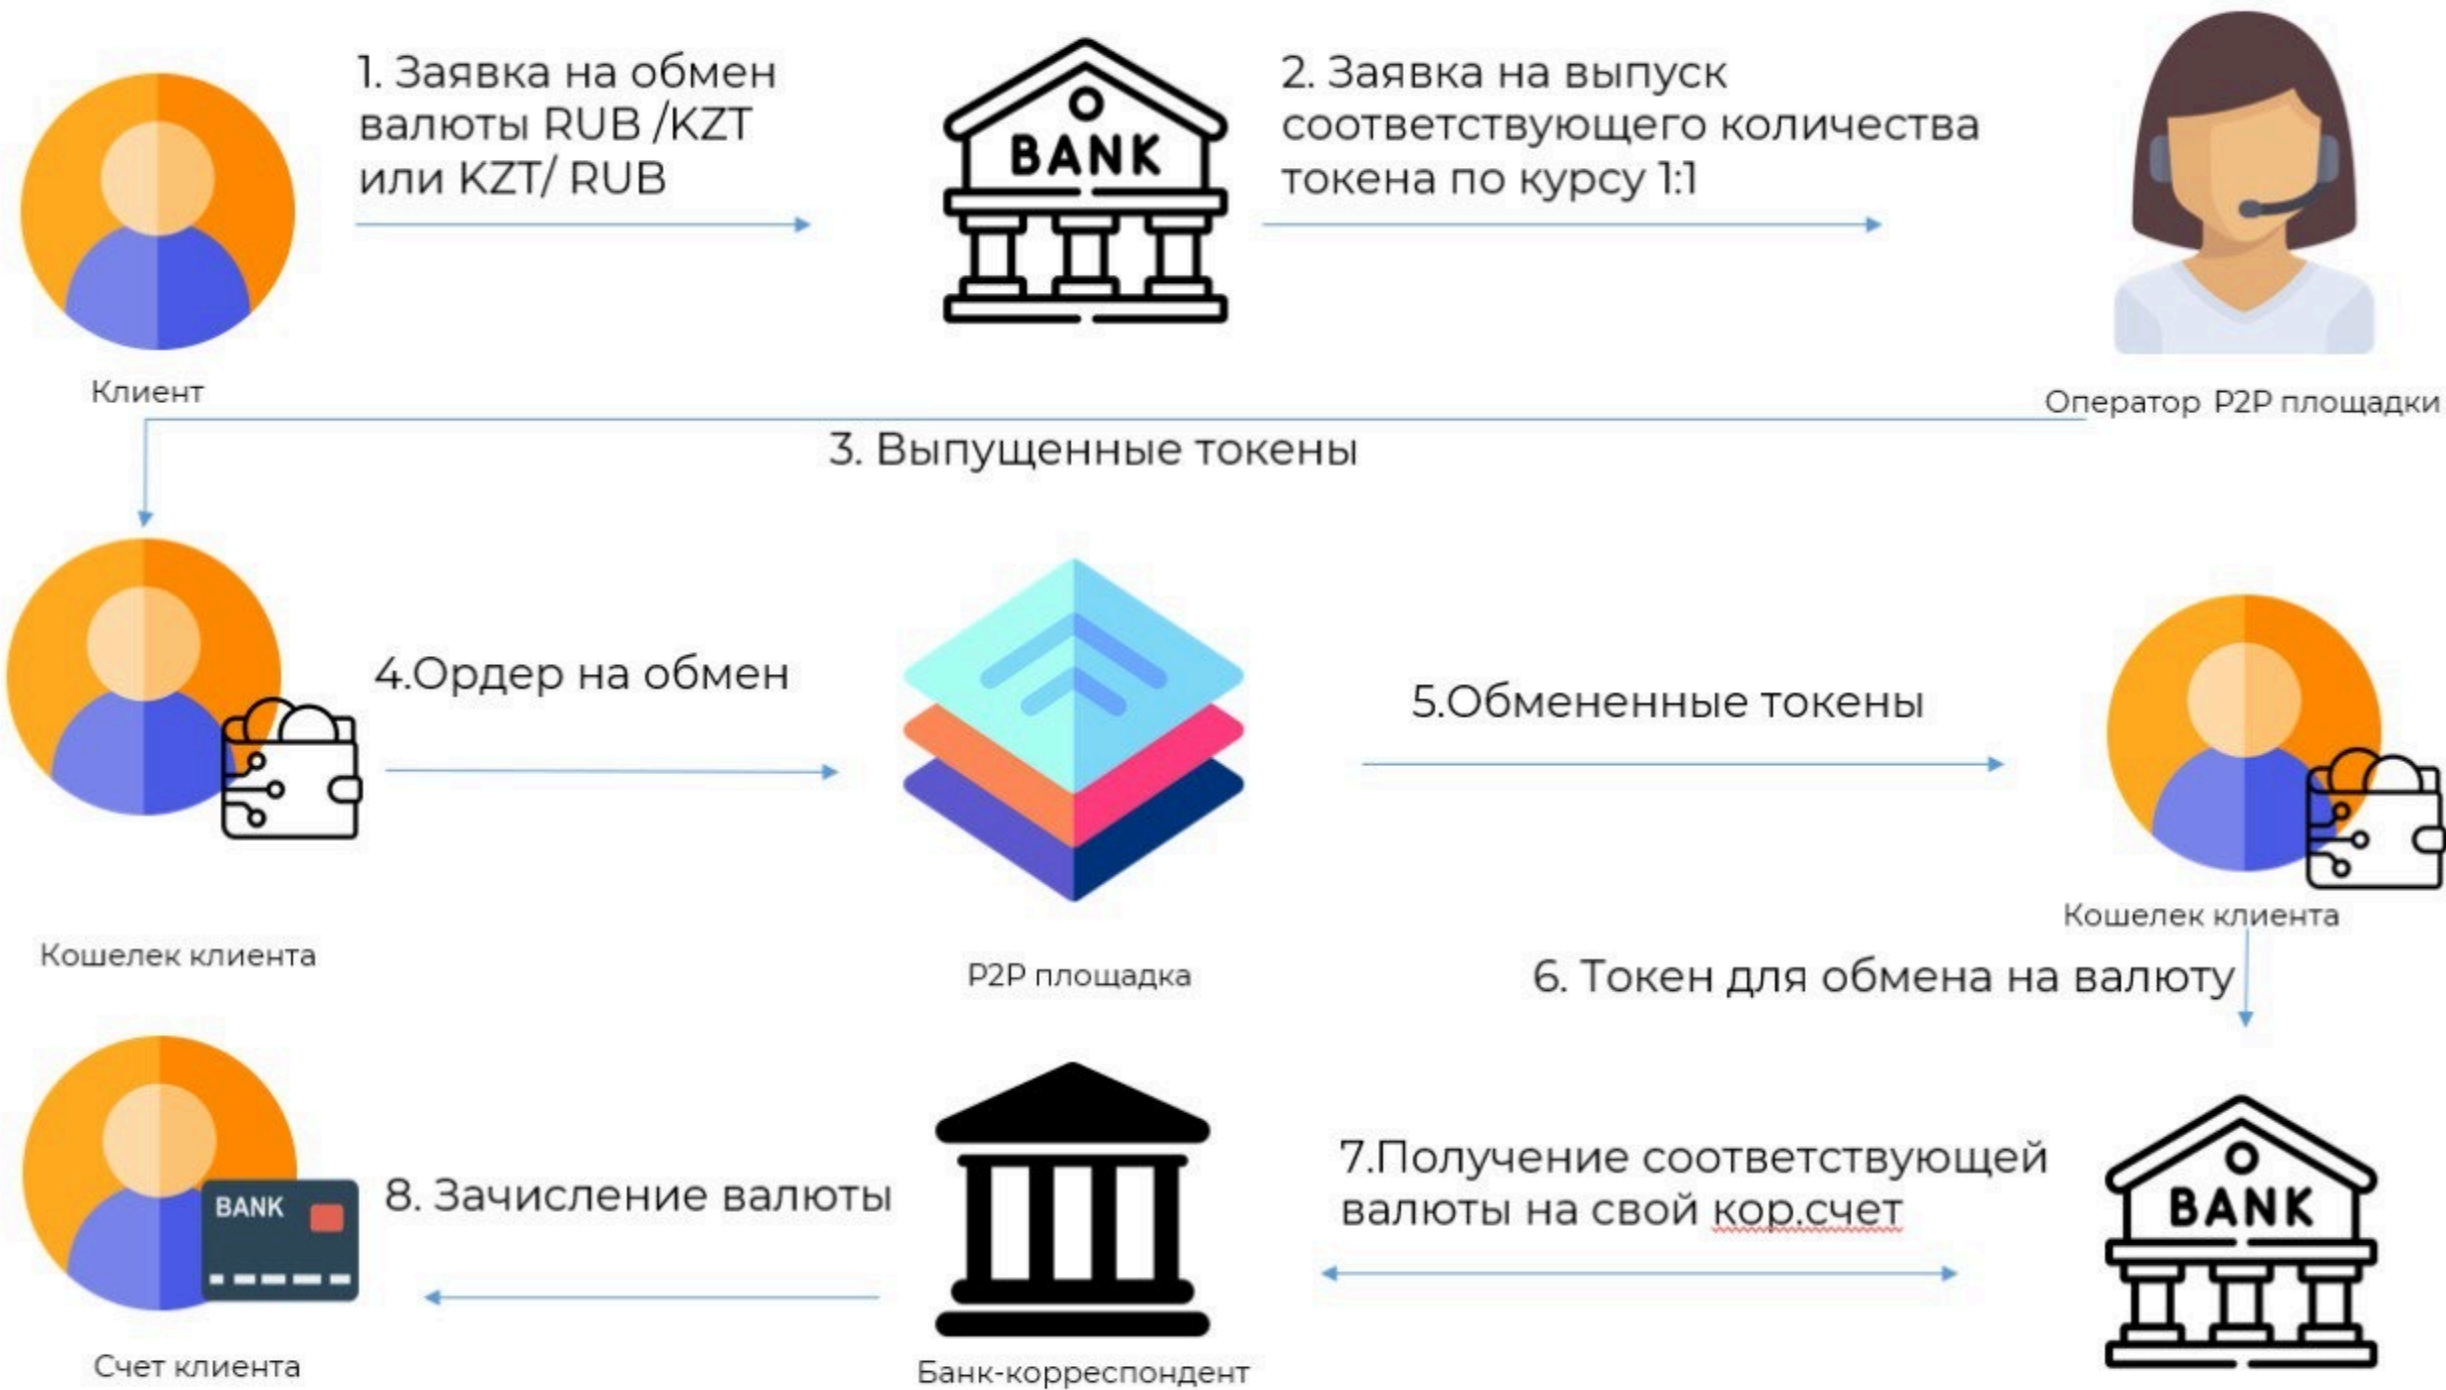 1. Заявка на обмен
валюты RUB /KZT
или KZT/ RUB
BANK
2. Заявка на выпуск
соответствующего количества
токена по курсу 1:1
Клиент
Оператор P2P площадки
3. Выпущенные токены
4.Ордер на обмен
5.Обмененные токены
Кошелек клиента
Кошелек клиента
P2P площадка
6. Токен для обмена на валюту
7.Получение соответствующей
валюты на свой кор.счет
8. Зачисление валюты
BANK
BANK
Счет клиента
Банк-корреспондент